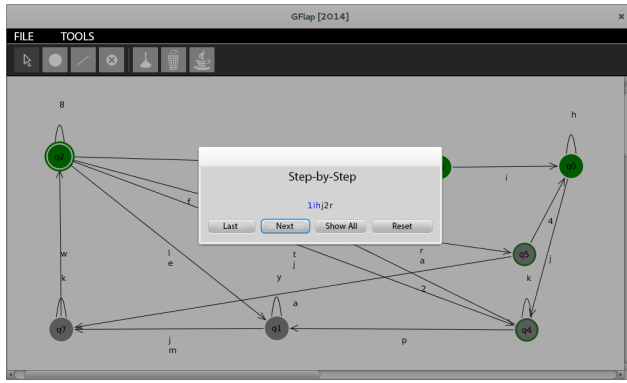 GFlap [2014]
FILE TOOLS
8
h
q2
q0
i
Step-by-Step
1ihj2r
Last Next Show All Reset
f
4
w
l
e
t
j
r
a
q5
j
k
y
k
2
a
q7
q1
q4
j
m
p